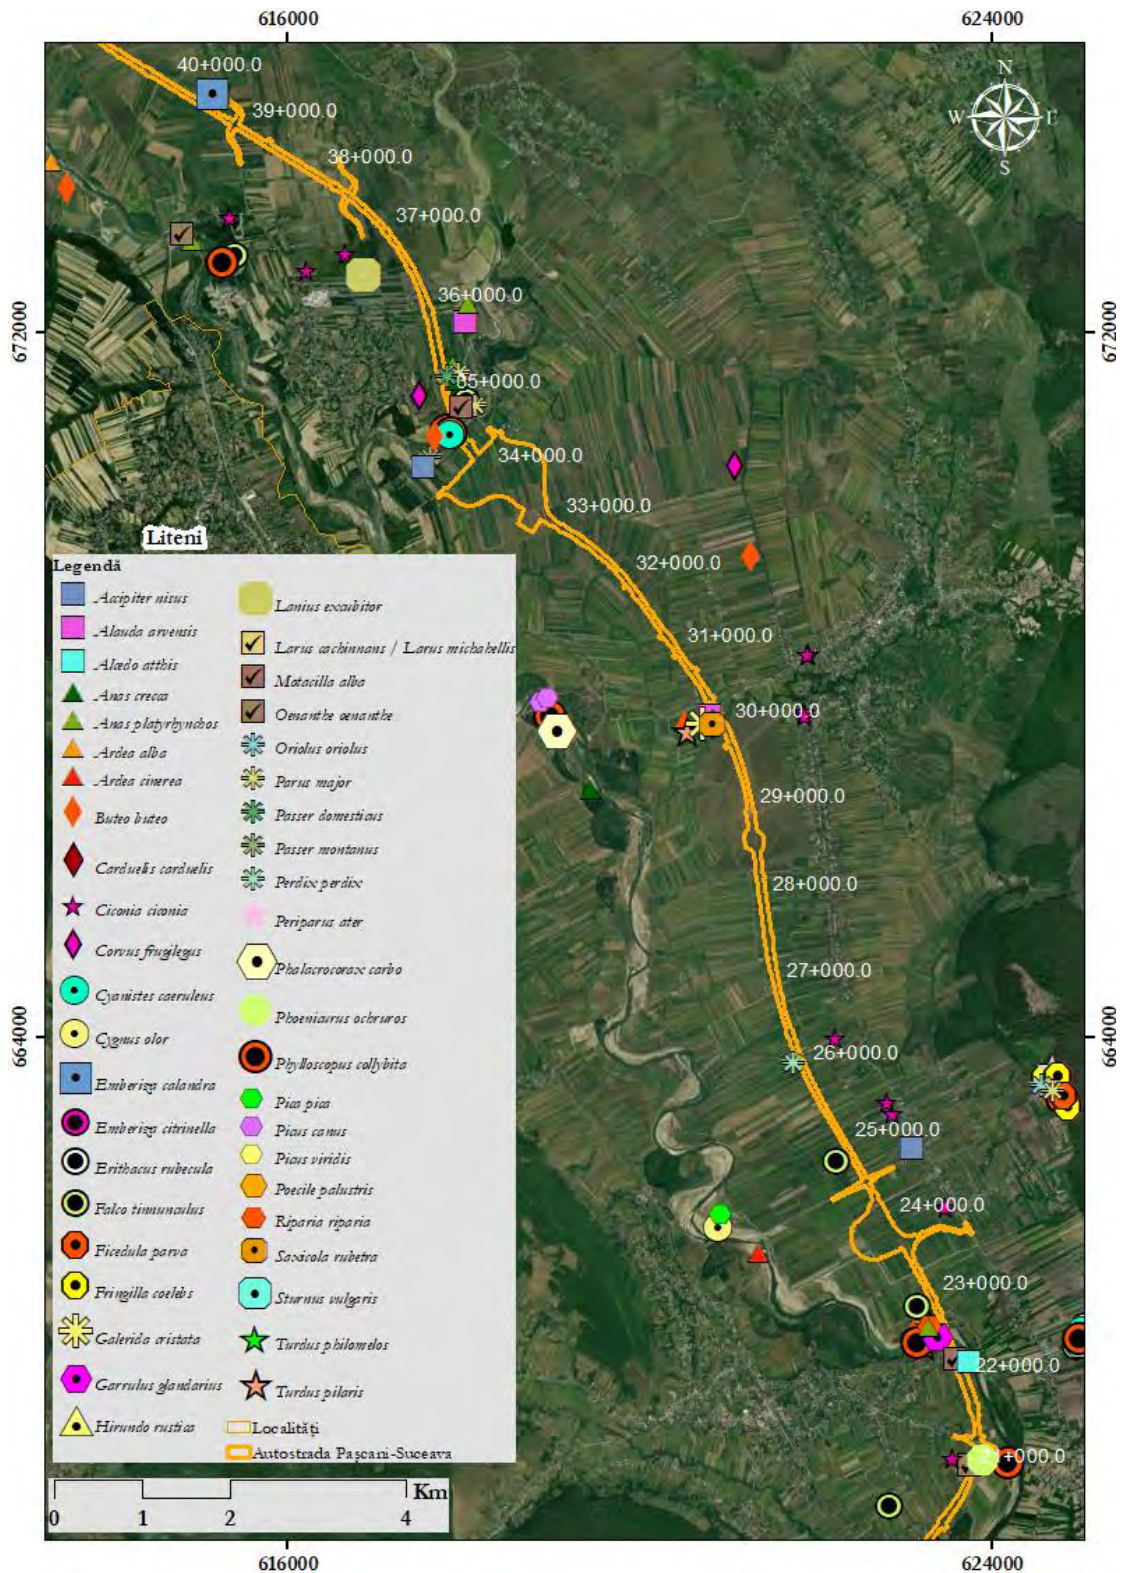 616000
624000
40+000.0
39+000.0
N
W
E
S
38+000.0
37+000.0
36+000.0
672000
672000
35+000.0
34+000.0
33+000.0
Liteni
32+000.0
Legendă
Accipiter nisus
Alauda arvensis
Alcedo atthis
Anas crecca
Anas platyrhynchos
Ardea alba
Ardea cinerea
Buteo buteo
Carduelis carduelis
Ciconia ciconia
Corvus frugilegus
Cyanistes caeruleus
Cygnus olor
Emberiza calandra
Emberiza citrinella
Erithacus rubecula
Falco tinnunculus
Ficedula parva
Fringilla coelebs
Galerida cristata
Garrulus glandarius
Hirundo rustica
Lanius excubitor
Larus cachinnans / Larus michahellis
Motacilla alba
Oenanthe oenanthe
Oriolus oriolus
Parus major
Passer domesticus
Passer montanus
Perdix perdix
Periparus ater
Phalacrocorax carbo
Phoenicurus ochruros
Phylloscopus collybita
Pica pica
Picus canus
Picus viridis
Poecile palustris
Riparia riparia
Saxicola rubetra
Sturnus vulgaris
Turdus philomelos
Turdus pilaris
Localități
Autostrada Pașcani-Suceava
31+000.0
30+000.0
29+000.0
28+000.0
27+000.0
664000
664000
26+000.0
25+000.0
24+000.0
23+000.0
22+000.0
21+000.0
Km
0 1 2 4
616000
624000